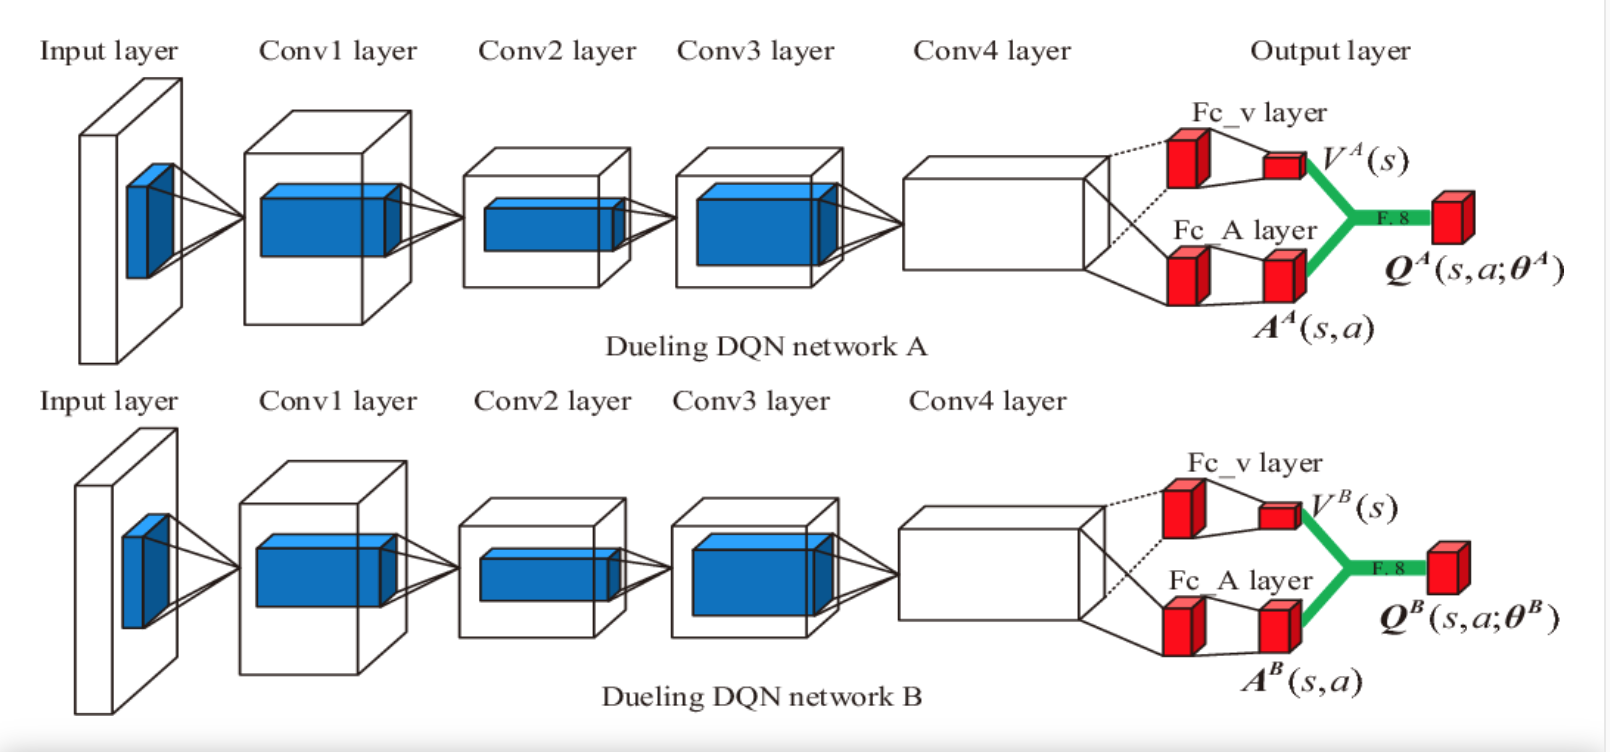 Input layer Conv1 layer Conv2 layer Conv3 layer Conv4 layer Output layer
Fc_v layer
V^A(s)
F. 8
Fc_A layer
Q^A(s,a;θ^A)
A^A(s,a)
Dueling DQN network A
Input layer Conv1 layer Conv2 layer Conv3 layer Conv4 layer
Fc_v layer
V^B(s)
F. 8
Fc_A layer
Q^B(s,a;θ^B)
A^B(s,a)
Dueling DQN network B